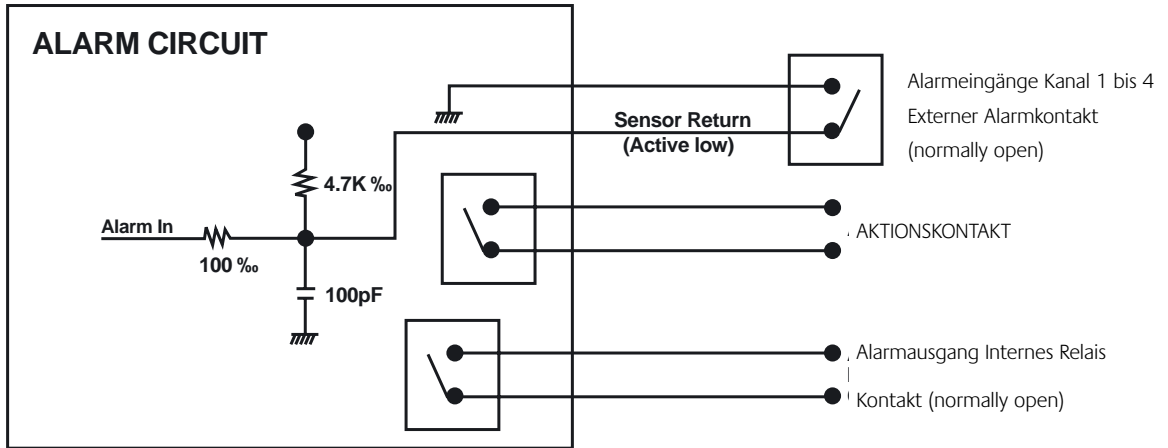 ALARM CIRCUIT
Alarmeingänge Kanal 1 bis 4
Externer Alarmkontakt
(normally open)
Sensor Return
(Active low)
4.7K ‰
Alarm In
100 ‰
100pF
AKTIONSKONTAKT
Alarmausgang Internes Relais
Kontakt (normally open)